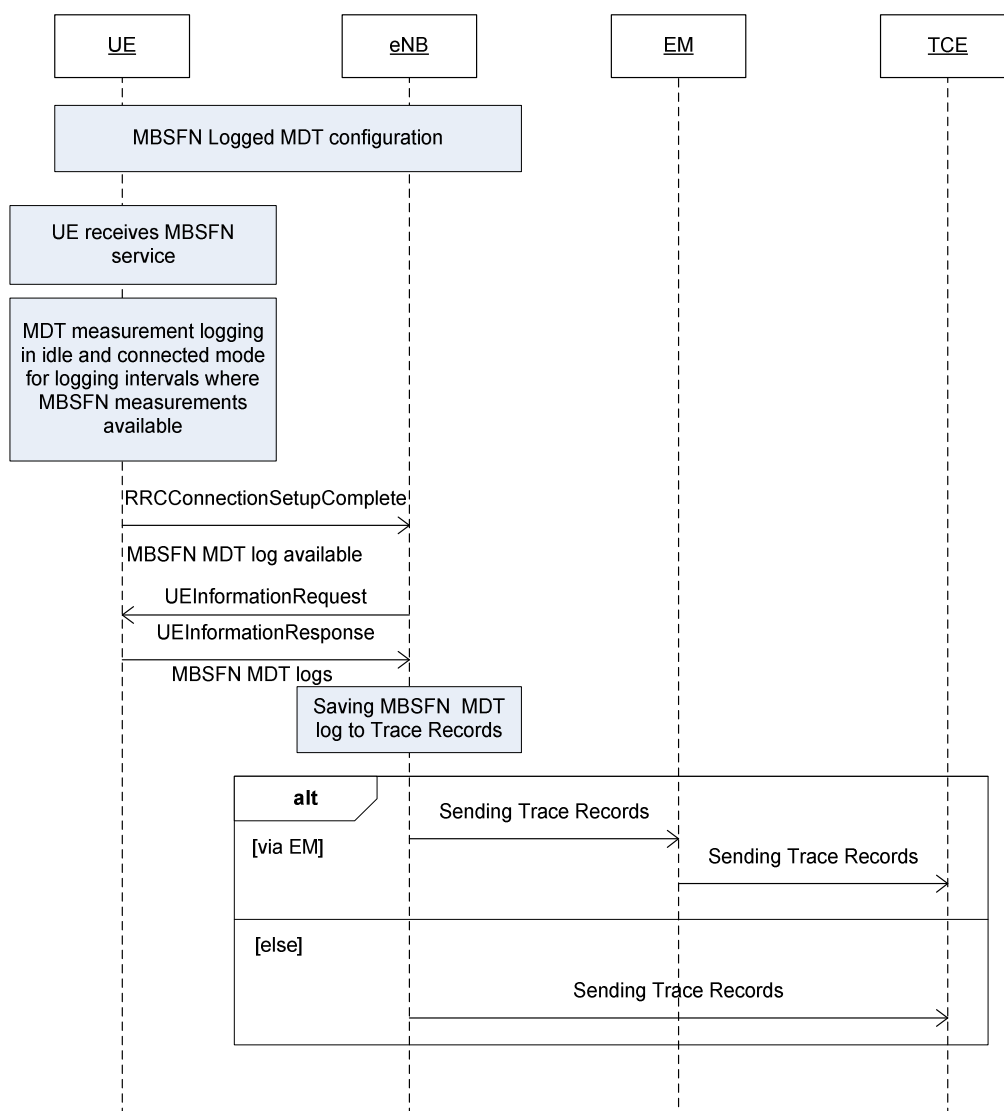 UE
eNB
EM
TCE
MBSFN Logged MDT configuration
UE receives MBSFN
service
MDT measurement logging
in idle and connected mode
for logging intervals where
MBSFN measurements
available
RRCConnectionSetupComplete
MBSFN MDT log available
UEInformationRequest
UEInformationResponse
MBSFN MDT logs
Saving MBSFN MDT
log to Trace Records
alt
Sending Trace Records
[via EM]
Sending Trace Records
[else]
Sending Trace Records